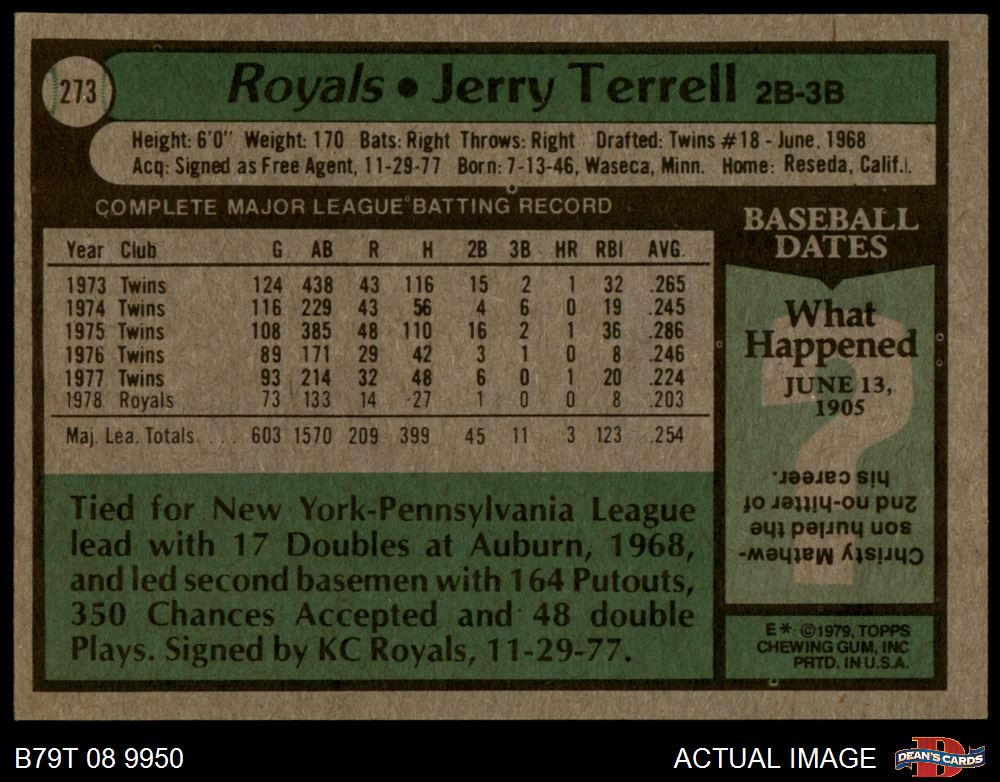 273
Royals • Jerry Terrell 2B-3B
Height: 6'0" Weight: 170 Bats: Right Throws: Right Drafted: Twins #18 - June, 1968
Acq: Signed as Free Agent, 11-29-77 Born: 7-13-46, Waseca, Minn. Home: Reseda, Calif.
COMPLETE MAJOR LEAGUE BATTING RECORD
Year Club G AB R H 2B 3B HR RBI AVG.
1973 Twins 124 438 43 116 15 2 1 32 .265
1974 Twins 116 229 43 56 4 6 0 19 .245
1975 Twins 108 385 48 110 16 2 1 36 .286
1976 Twins 89 171 29 42 3 1 0 8 .246
1977 Twins 93 214 32 48 6 0 1 20 .224
1978 Royals 73 133 14 27 1 0 0 8 .203
Maj. Lea. Totals .... 603 1570 209 399 45 11 3 123 .254
Tied for New York-Pennsylvania League
lead with 17 Doubles at Auburn, 1968,
and led second basemen with 164 Putouts,
350 Chances Accepted and 48 double
Plays. Signed by KC Royals, 11-29-77.
BASEBALL
DATES
What
Happened
JUNE 13,
1905
?
Christy Mathew-
son hurled the
2nd no-hitter of
his career.
E* ©1979, TOPPS
CHEWING GUM, INC
PRTD. IN U.S.A.
B79T 08 9950
ACTUAL IMAGE
D
DEAN'S CARDS